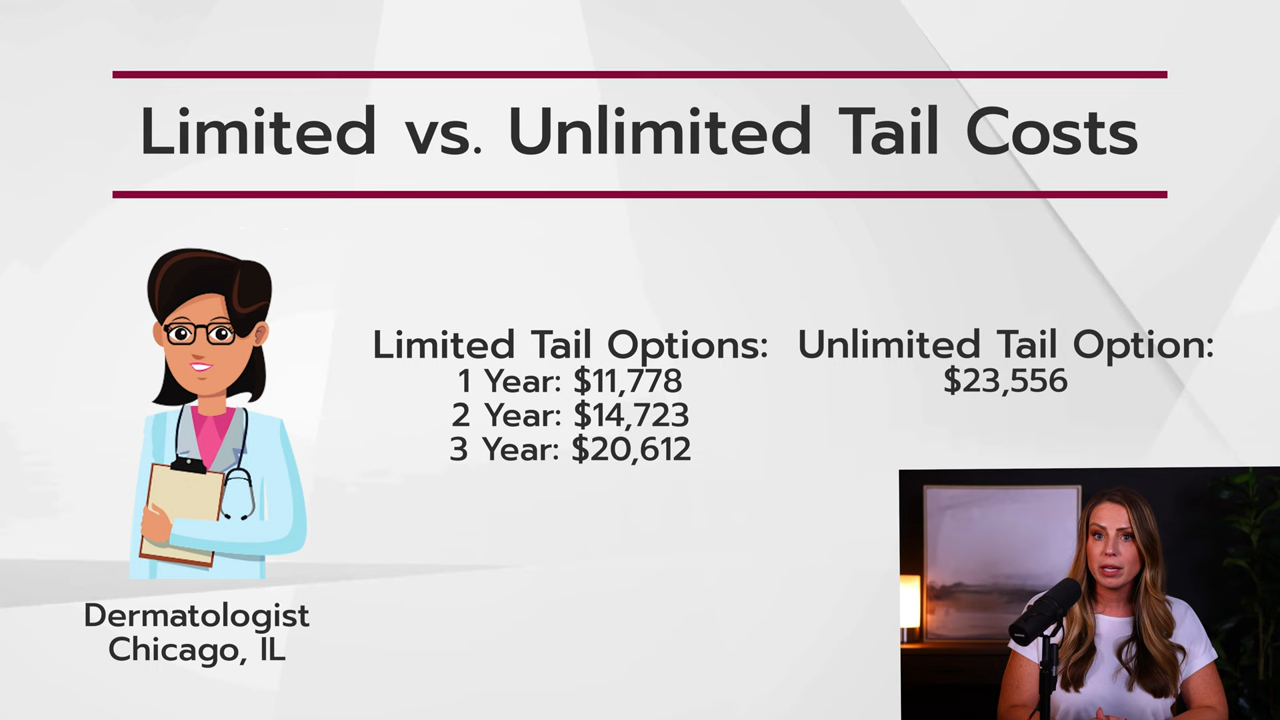 Limited vs. Unlimited Tail Costs
Limited Tail Options:
1 Year: $11,778
2 Year: $14,723
3 Year: $20,612
Unlimited Tail Option:
$23,556
Dermatologist
Chicago, IL